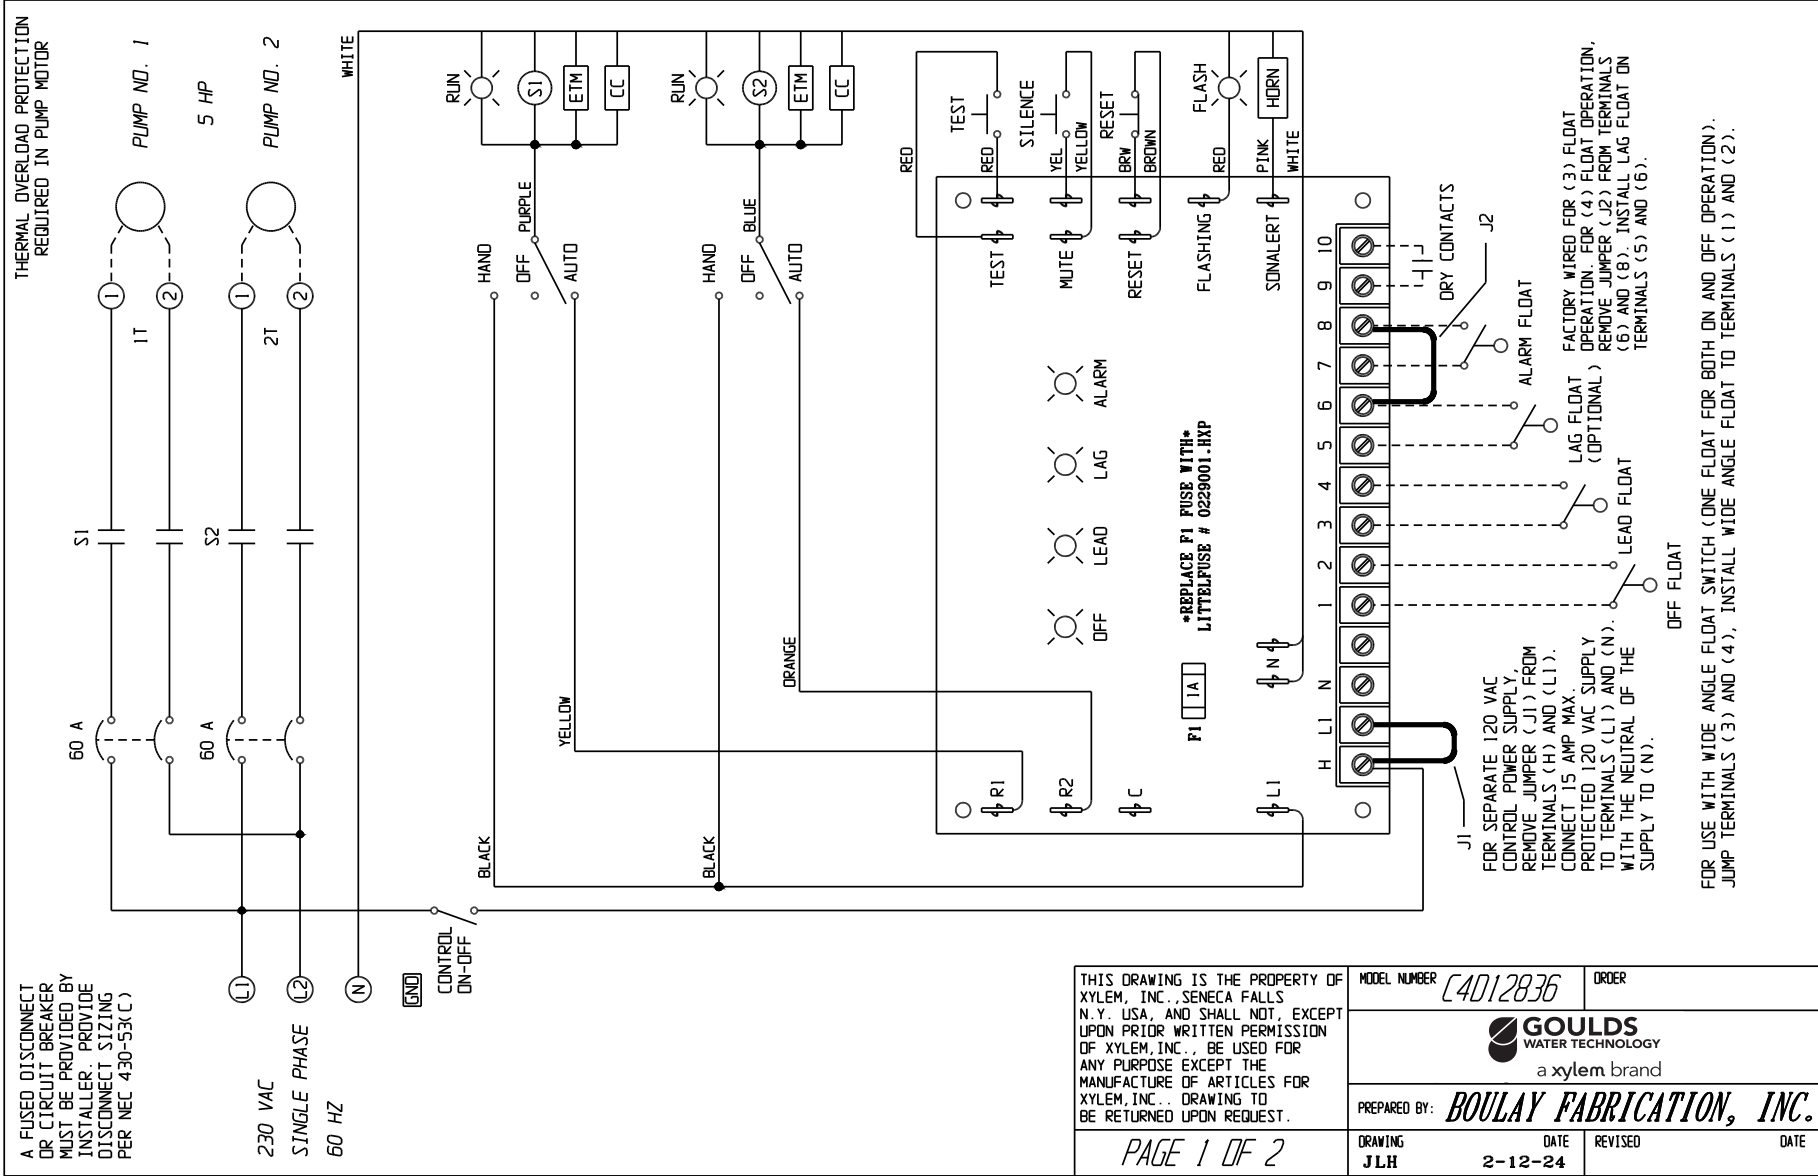 THERMAL OVERLOAD PROTECTION
REQUIRED IN PUMP MOTOR
PUMP NO. 1
5 HP
PUMP NO. 2
1
2
1
2
1T
2T
S1
S2
60 A
60 A
A FUSED DISCONNECT
OR CIRCUIT BREAKER
MUST BE PROVIDED BY
INSTALLER. PROVIDE
DISCONNECT SIZING
PER NEC 430-53(C)
L1
L2
N
GND
230 VAC
SINGLE PHASE
60 HZ
CONTROL
ON-OFF
WHITE
RUN
S1
ETM
CC
PURPLE
HAND
OFF
AUTO
YELLOW
BLACK
RUN
S2
ETM
CC
BLUE
HAND
OFF
AUTO
ORANGE
BLACK
RED
TEST
RED
SILENCE
YEL
YELLOW
RESET
BRW
BROWN
FLASH
RED
HORN
PINK
WHITE
TEST
MUTE
RESET
FLASHING
SONALERT
ALARM
LAG
LEAD
OFF
*REPLACE F1 FUSE WITH*
LITTELFUSE # 0229001.HXP
F1
1A
N
R1
R2
C
L1
10
9
8
7
6
5
4
3
2
1
N
L1
H
DRY CONTACTS
J2
ALARM FLOAT
LAG FLOAT
(OPTIONAL)
LEAD FLOAT
OFF FLOAT
J1
FACTORY WIRED FOR (3) FLOAT
OPERATION. FOR (4) FLOAT OPERATION,
REMOVE JUMPER (J2) FROM TERMINALS
(6) AND (8). INSTALL LAG FLOAT ON
TERMINALS (5) AND (6).
FOR SEPARATE 120 VAC
CONTROL POWER SUPPLY,
REMOVE JUMPER (J1) FROM
TERMINALS (H) AND (L1).
CONNECT 15 AMP MAX.
PROTECTED 120 VAC SUPPLY
TO TERMINALS (L1) AND (N).
WITH THE NEUTRAL OF THE
SUPPLY TO (N).
FOR USE WITH WIDE ANGLE FLOAT SWITCH (ONE FLOAT FOR BOTH ON AND OFF OPERATION).
JUMP TERMINALS (3) AND (4), INSTALL WIDE ANGLE FLOAT TO TERMINALS (1) AND (2).
THIS DRAWING IS THE PROPERTY OF
XYLEM, INC.,SENECA FALLS
N.Y. USA, AND SHALL NOT, EXCEPT
UPON PRIOR WRITTEN PERMISSION
OF XYLEM,INC., BE USED FOR
ANY PURPOSE EXCEPT THE
MANUFACTURE OF ARTICLES FOR
XYLEM,INC.. DRAWING TO
BE RETURNED UPON REQUEST.
PAGE 1 OF 2
MODEL NUMBER C4D12836
ORDER
GOULDS
WATER TECHNOLOGY
a xylem brand
PREPARED BY: BOULAY FABRICATION, INC.
DRAWING DATE
JLH 2-12-24
REVISED DATE